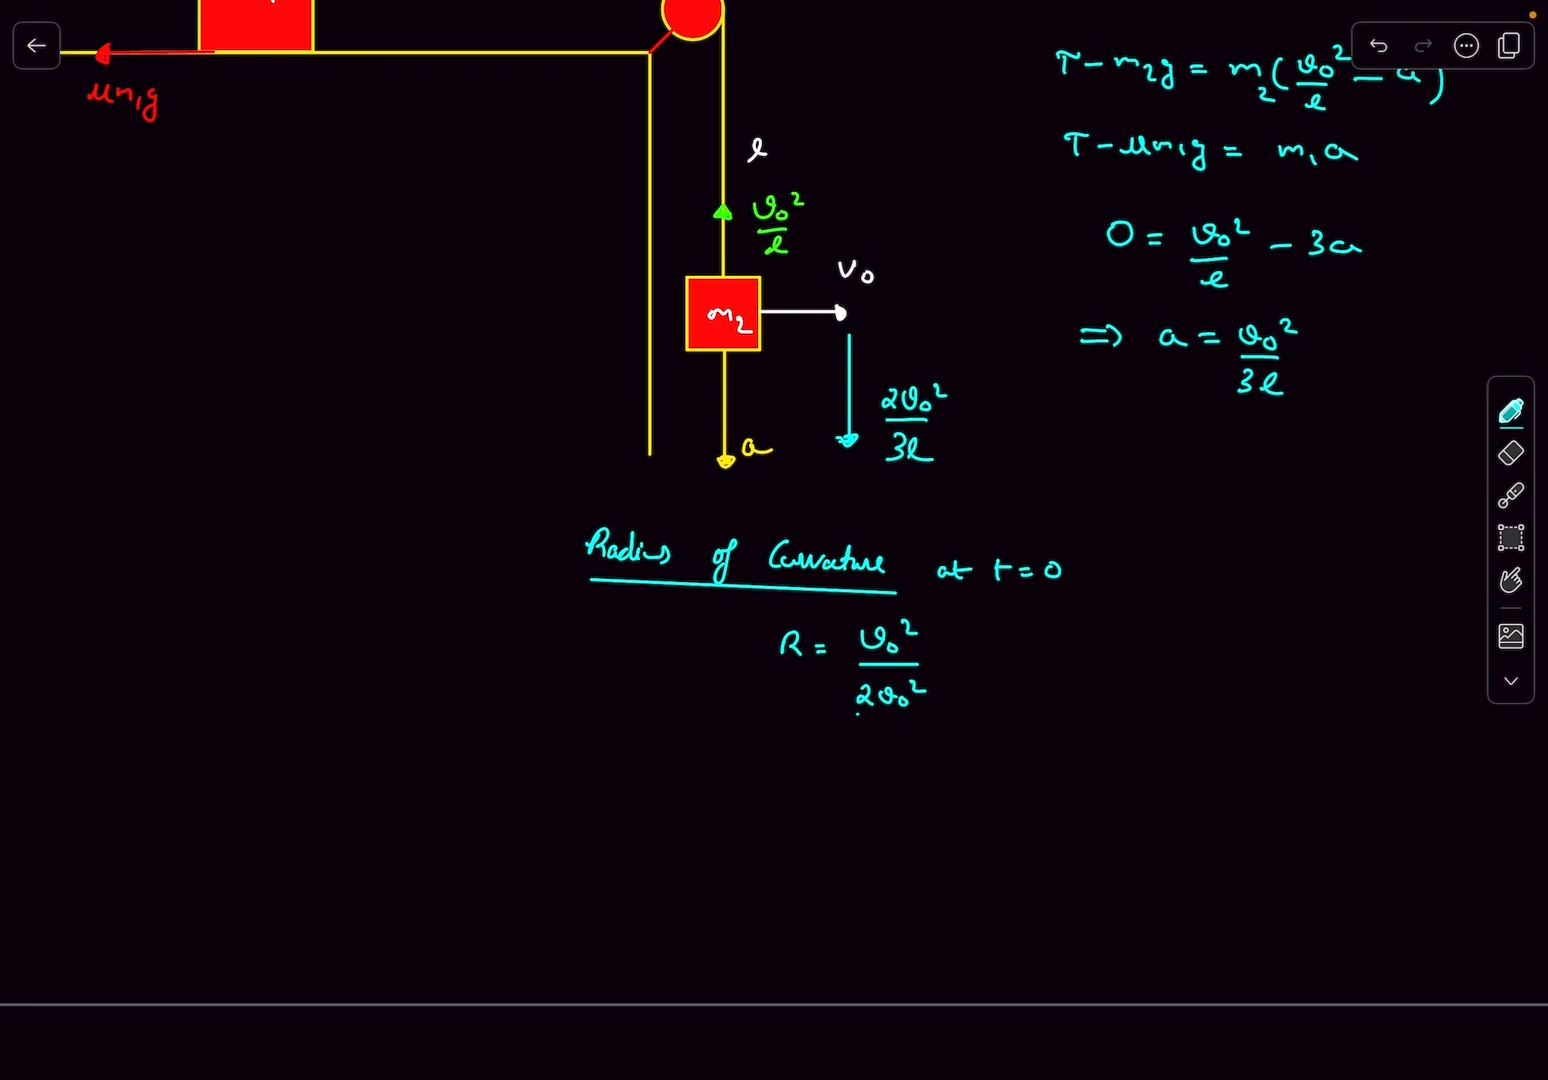 μm₁g
T - m₂g = m₂(v₀²/l - a)
T - μm₁g = m₁a
l
v₀²/l
0 = v₀²/l - 3a
v₀
m₂
⇒ a = v₀²/3l
2v₀²/3l
a
Radius of Curvature at t = 0
R = v₀²/2v₀²